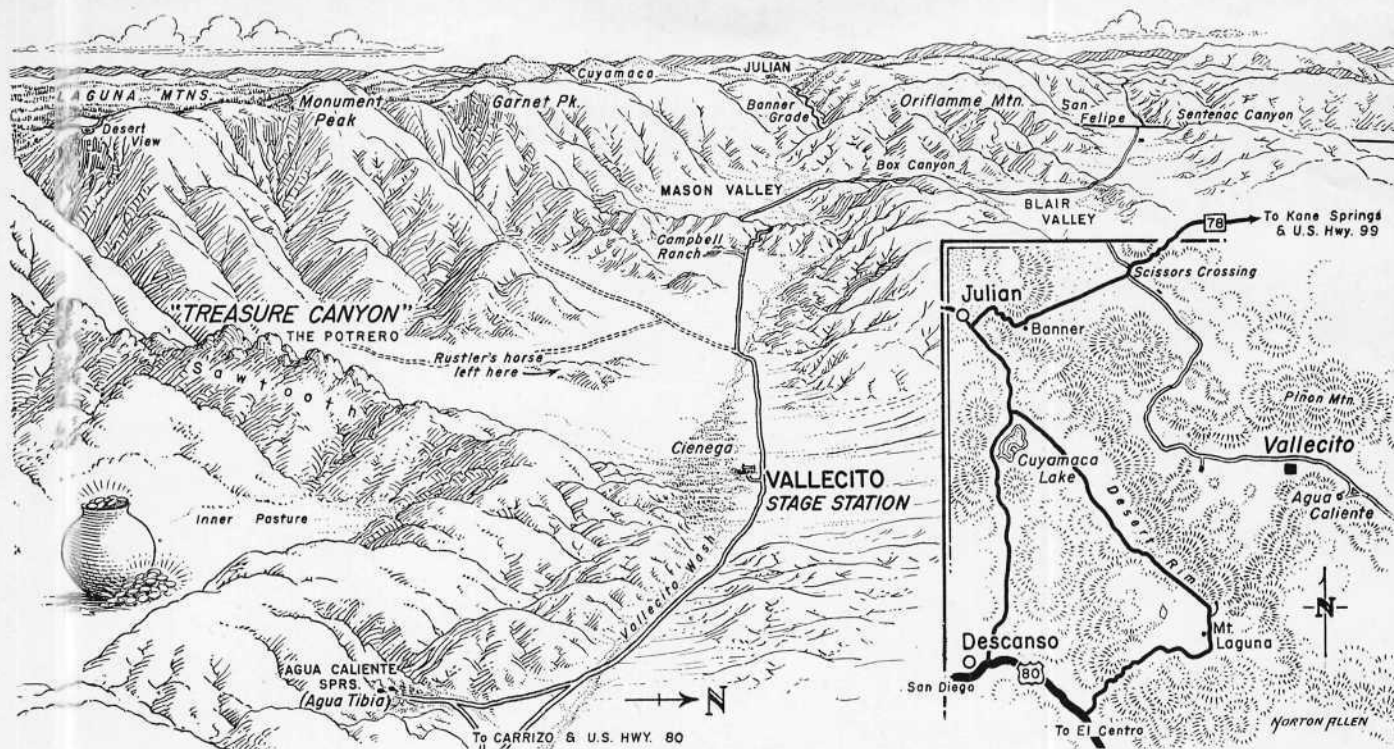 Cuyamaca
JULIAN
LAGUNA MTNS.
Monument
Peak
Garnet Pk.
Banner
Grade
Oriflamme Mtn.
San
Felipe
Sentenac Canyon
Desert
View
Box Canyon
MASON VALLEY
BLAIR
VALLEY
Campbell
Ranch
"TREASURE CANYON"
THE POTRERO
Rustler's horse
left here
Sawtooth
Cienega
VALLECITO
STAGE STATION
Inner Pasture
Vallecito Wash
AGUA CALIENTE
SPRS.
(Agua Tibia)
N
To CARRIZO & U.S. HWY. 80
78
To Kane Springs
& U.S. Hwy. 99
Scissors Crossing
Julian
Banner
Piñon Mtn.
Cuyamaca
Lake
Vallecito
Agua
Caliente
Desert Rim
N
Mt.
Laguna
Descanso
80
San Diego
To El Centro
NORTON ALLEN